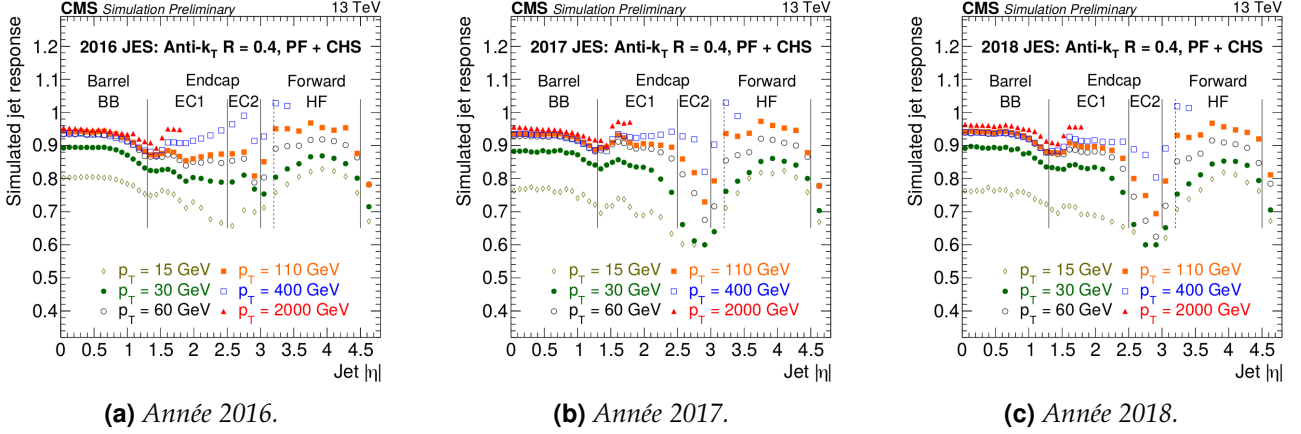 CMS Simulation Preliminary 13 TeV
2016 JES: Anti-kT R = 0.4, PF + CHS
Barrel Endcap Forward
BB EC1 EC2 HF
Simulated jet response
1.2
1.1
1
0.9
0.8
0.7
0.6
0.5
0.4
pT = 15 GeV pT = 110 GeV
pT = 30 GeV pT = 400 GeV
pT = 60 GeV pT = 2000 GeV
0 0.5 1 1.5 2 2.5 3 3.5 4 4.5
Jet |η|
(a) Année 2016.
CMS Simulation Preliminary 13 TeV
2017 JES: Anti-kT R = 0.4, PF + CHS
Barrel Endcap Forward
BB EC1 EC2 HF
Simulated jet response
1.2
1.1
1
0.9
0.8
0.7
0.6
0.5
0.4
pT = 15 GeV pT = 110 GeV
pT = 30 GeV pT = 400 GeV
pT = 60 GeV pT = 2000 GeV
0 0.5 1 1.5 2 2.5 3 3.5 4 4.5
Jet |η|
(b) Année 2017.
CMS Simulation Preliminary 13 TeV
2018 JES: Anti-kT R = 0.4, PF + CHS
Barrel Endcap Forward
BB EC1 EC2 HF
Simulated jet response
1.2
1.1
1
0.9
0.8
0.7
0.6
0.5
0.4
pT = 15 GeV pT = 110 GeV
pT = 30 GeV pT = 400 GeV
pT = 60 GeV pT = 2000 GeV
0 0.5 1 1.5 2 2.5 3 3.5 4 4.5
Jet |η|
(c) Année 2018.